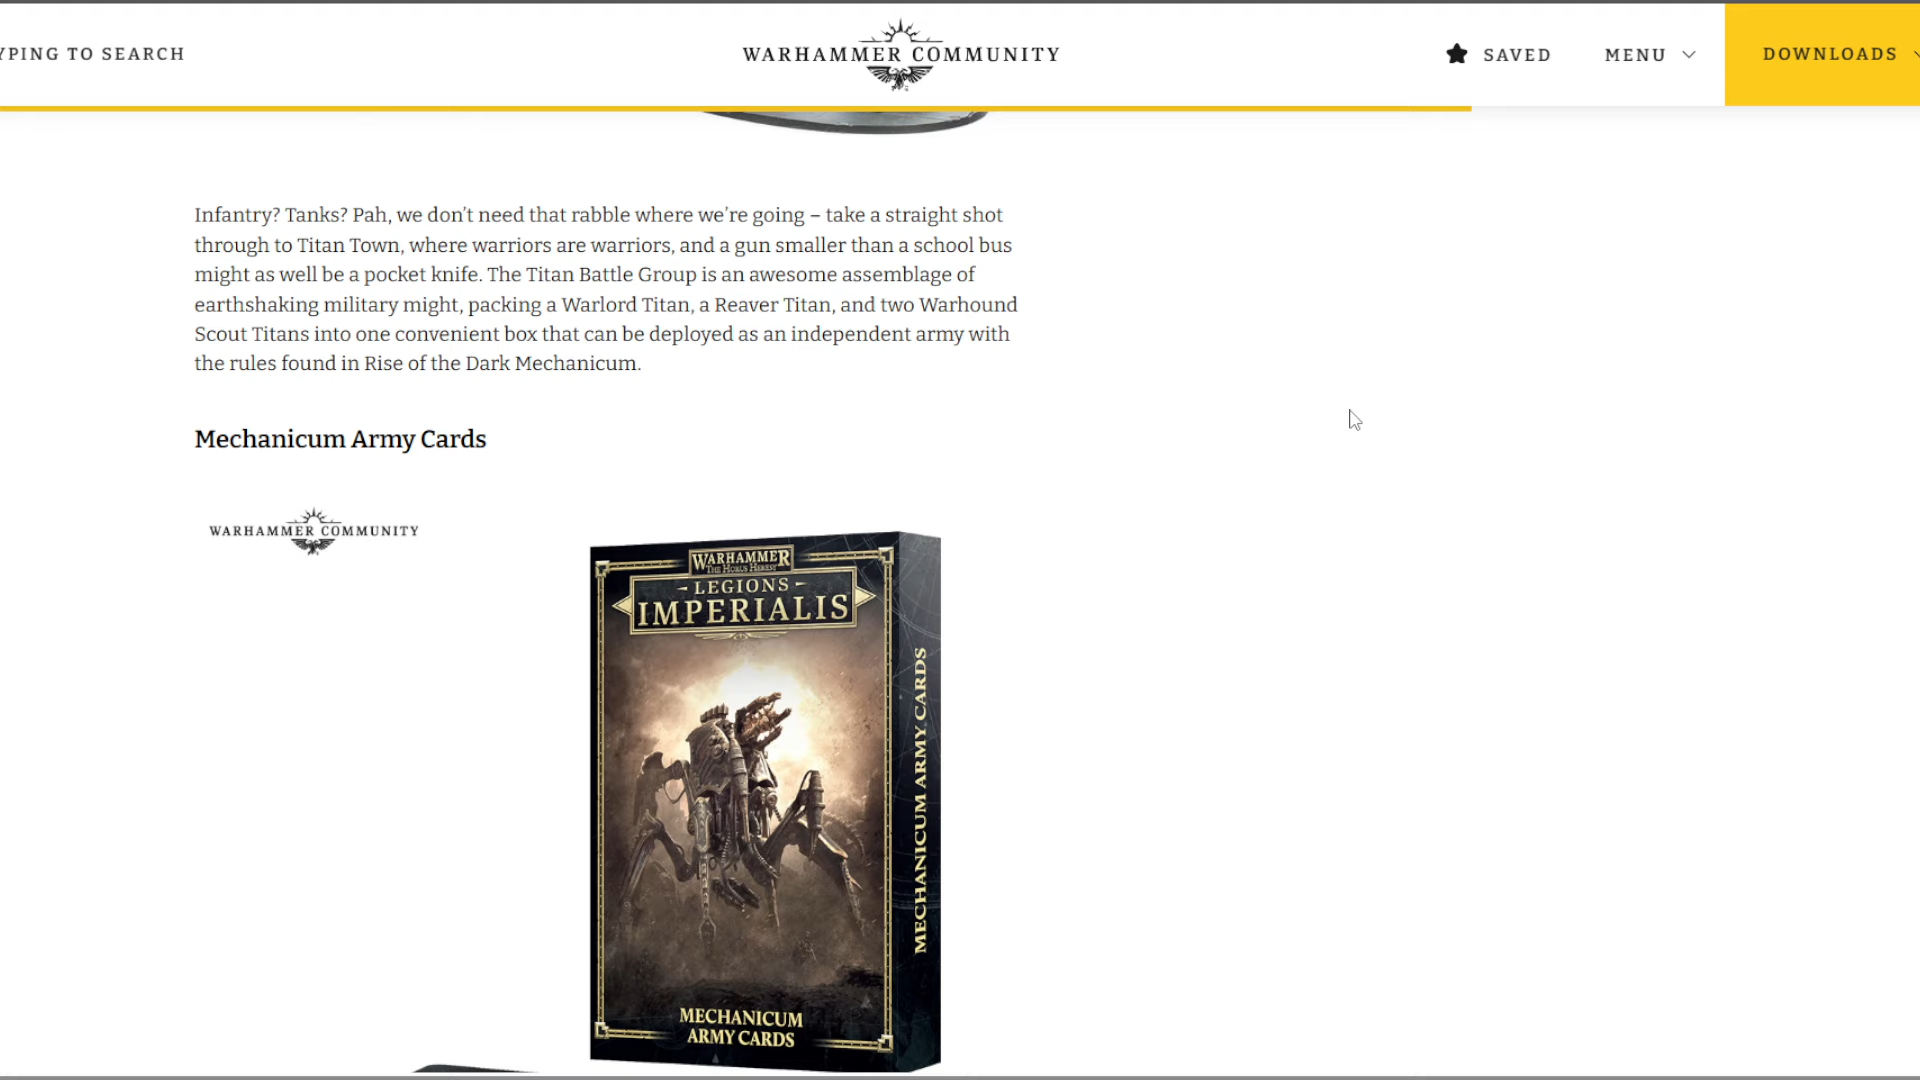 YPING TO SEARCH
WARHAMMER COMMUNITY
SAVED
MENU
DOWNLOADS
Infantry? Tanks? Pah, we don’t need that rabble where we’re going – take a straight shot
through to Titan Town, where warriors are warriors, and a gun smaller than a school bus
might as well be a pocket knife. The Titan Battle Group is an awesome assemblage of
earthshaking military might, packing a Warlord Titan, a Reaver Titan, and two Warhound
Scout Titans into one convenient box that can be deployed as an independent army with
the rules found in Rise of the Dark Mechanicum.
Mechanicum Army Cards
WARHAMMER COMMUNITY
WARHAMMER
THE HORUS HERESY
LEGIONS
IMPERIALIS
MECHANICUM ARMY CARDS
MECHANICUM
ARMY CARDS